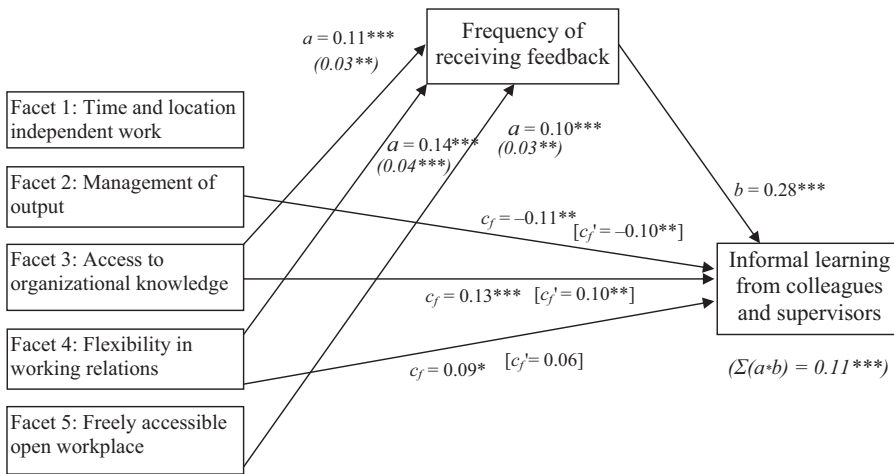 Frequency of
receiving feedback
a = 0.11***
(0.03**)
Facet 1: Time and location
independent work
a = 0.14***
(0.04***)
a = 0.10***
(0.03**)
Facet 2: Management of
output
b = 0.28***
c_f = –0.11**
[c_f' = –0.10**]
Facet 3: Access to
organizational knowledge
Informal learning
from colleagues
and supervisors
c_f = 0.13*** [c_f' = 0.10**]
Facet 4: Flexibility in
working relations
c_f = 0.09* [c_f' = 0.06]
(Σ(a*b) = 0.11***)
Facet 5: Freely accessible
open workplace